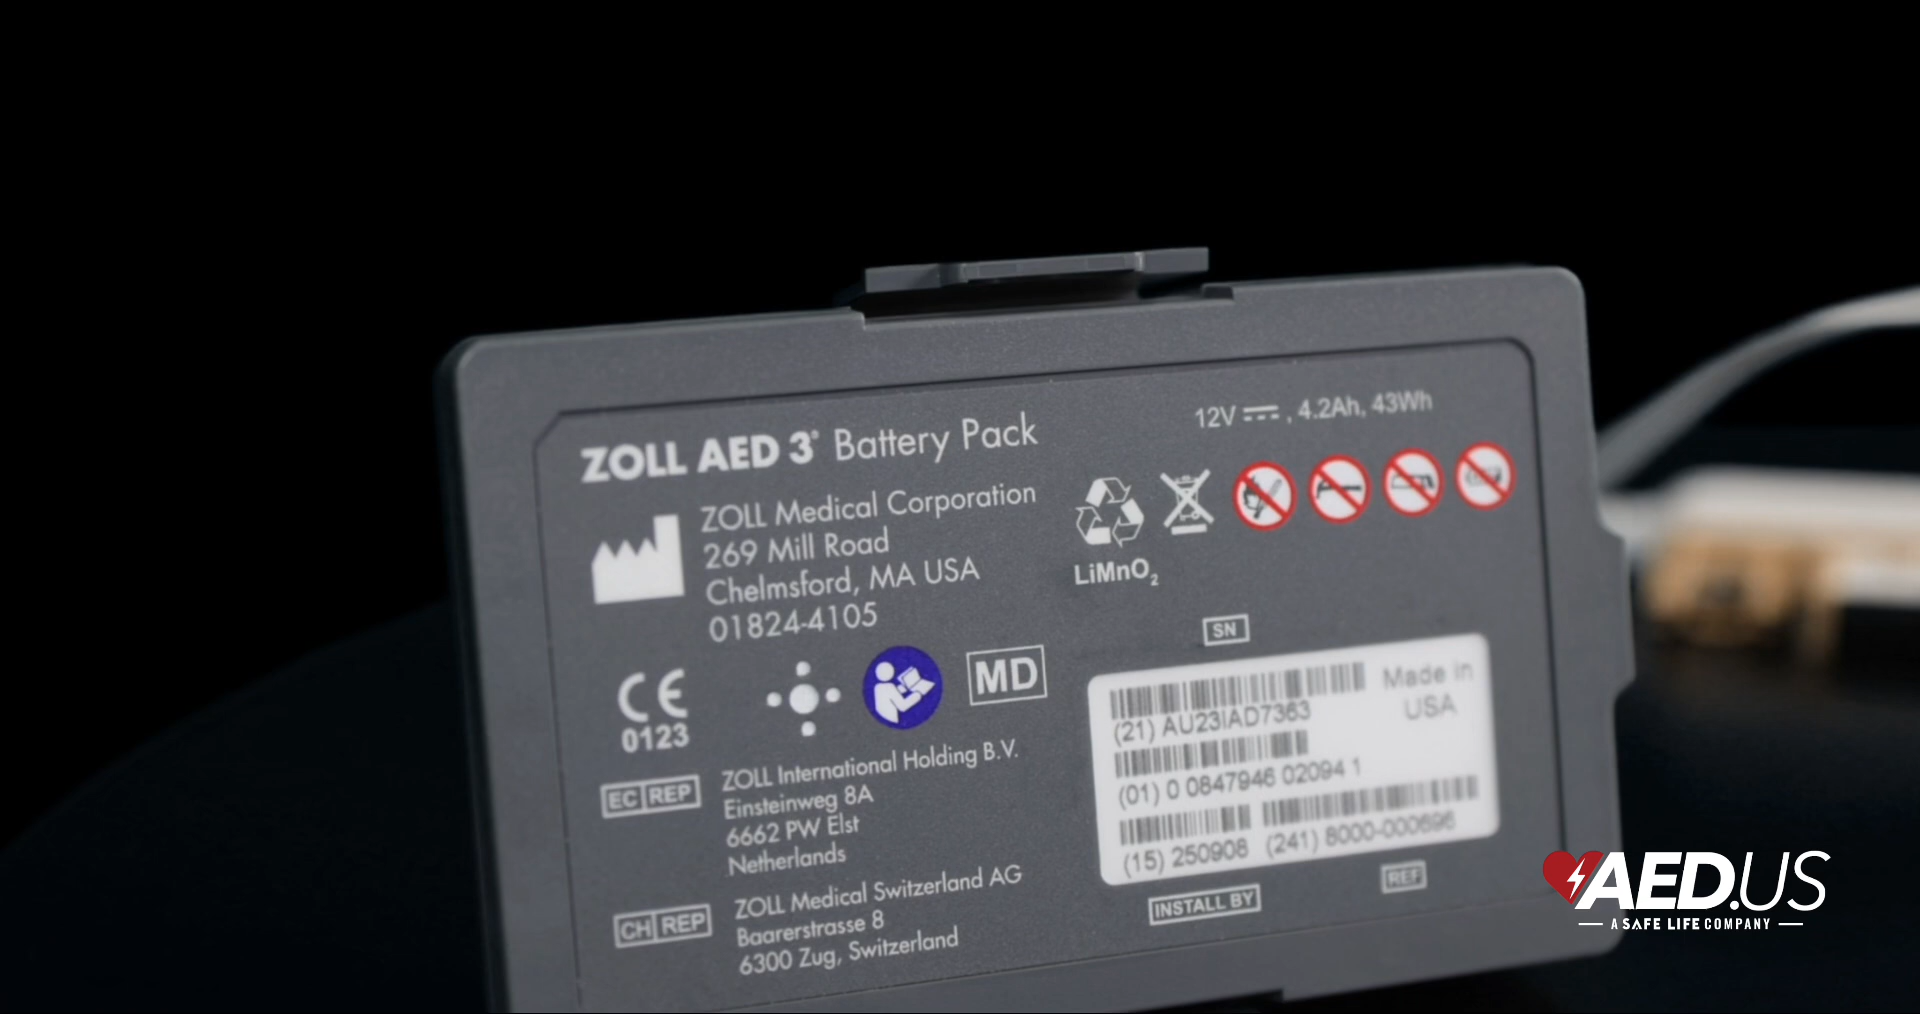 ZOLL AED 3® Battery Pack
12V ⎓, 4.2Ah, 43Wh
ZOLL Medical Corporation
269 Mill Road
Chelmsford, MA USA
01824-4105
LiMnO₂
CE
0123
MD
SN
(21) AU23IAD7363
Made in
USA
(01) 0 0847946 02094 1
(15) 250908 (241) 8000-000696
INSTALL BY
REF
EC REP
ZOLL International Holding B.V.
Einsteinweg 8A
6662 PW Elst
Netherlands
CH REP
ZOLL Medical Switzerland AG
Baarerstrasse 8
6300 Zug, Switzerland
AED.US
A SAFE LIFE COMPANY